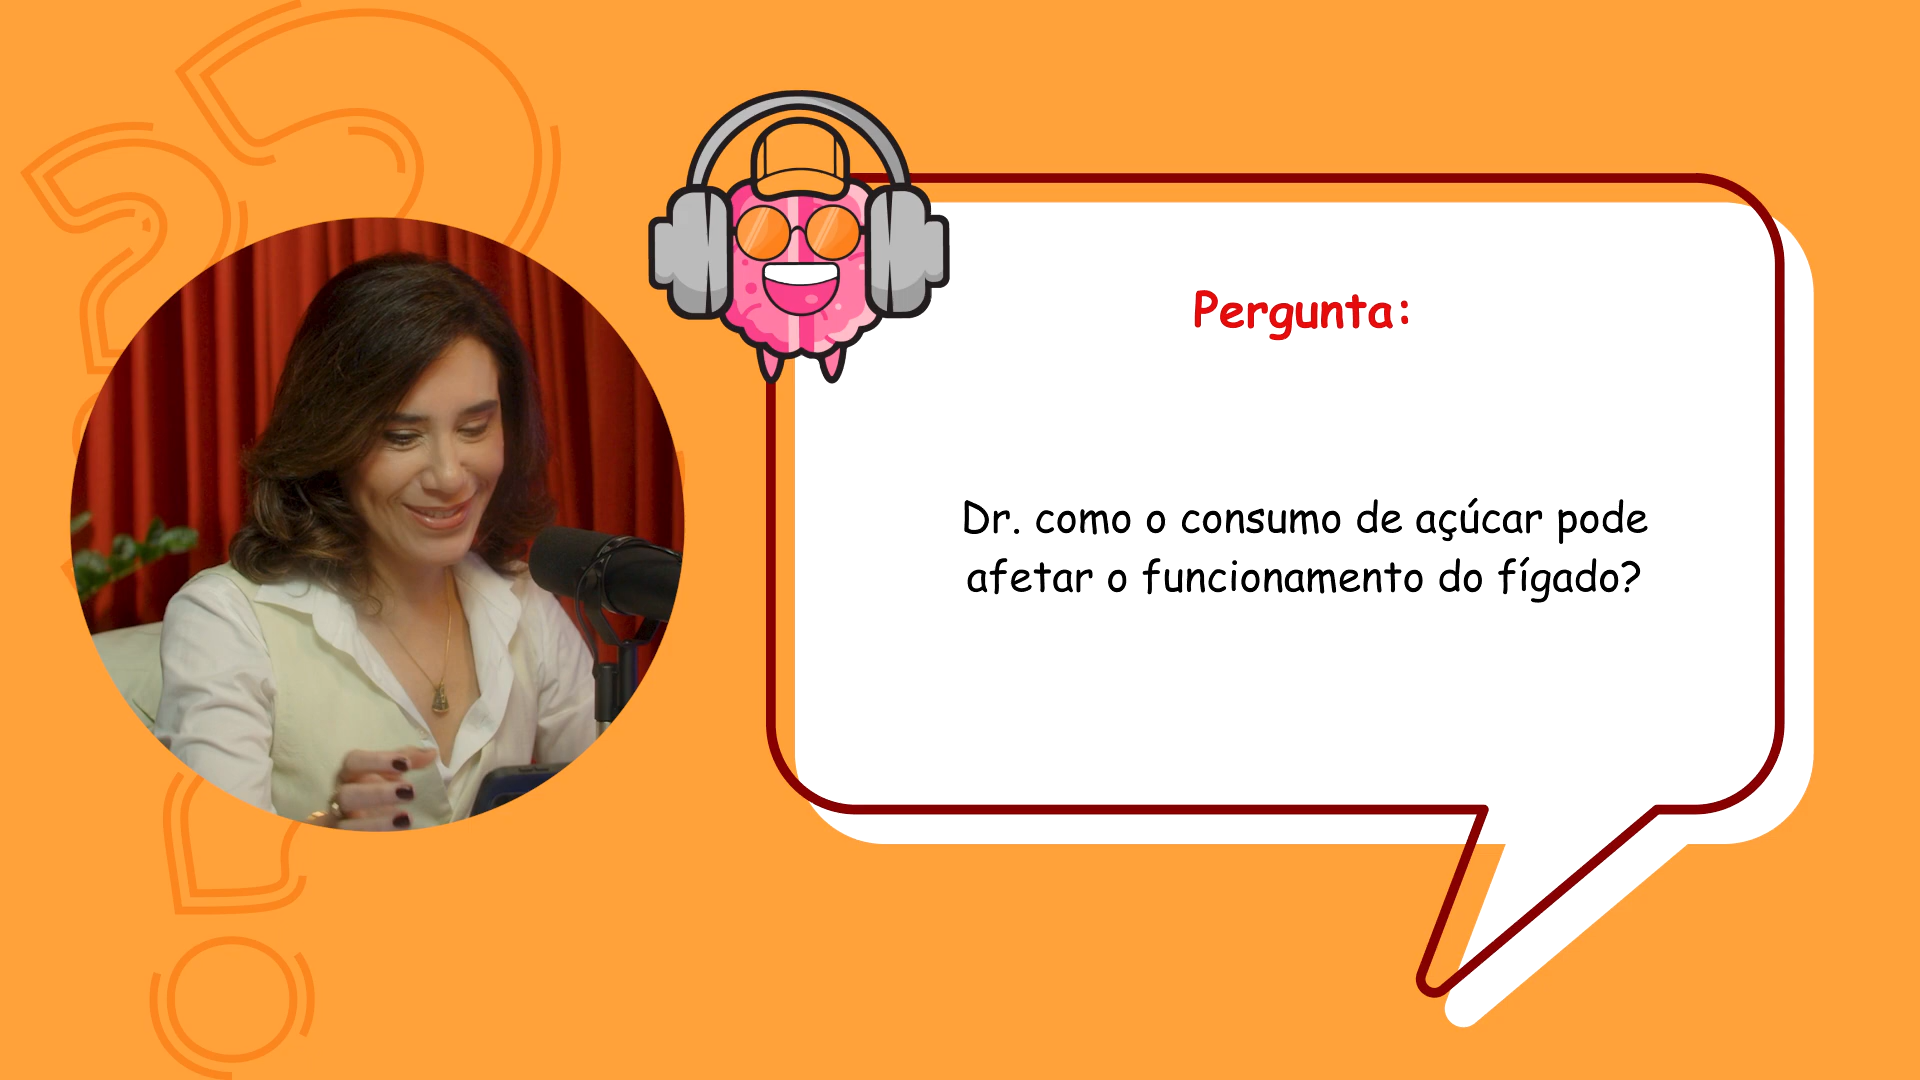 Pergunta:
Dr. como o consumo de açúcar pode
afetar o funcionamento do fígado?